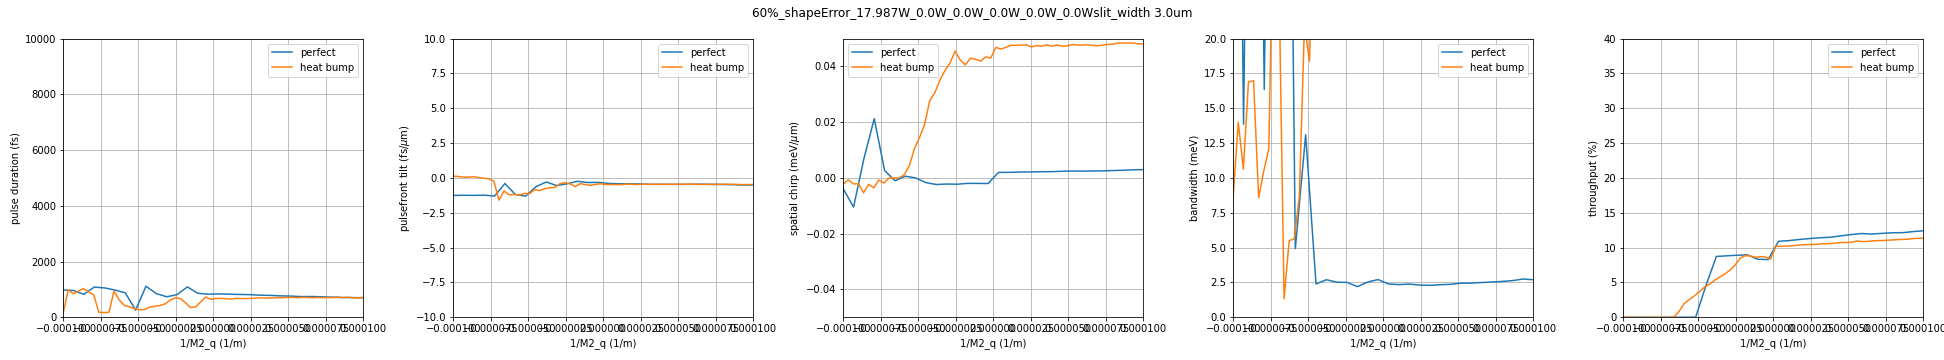 60%_shapeError_17.987W_0.0W_0.0W_0.0W_0.0W_0.0Wslit_width 3.0um
pulse duration (fs)
10000
8000
6000
4000
2000
0
perfect
heat bump
1/M2_q (1/m)
pulsefront tilt (fs/μm)
10.0
7.5
5.0
2.5
0.0
−2.5
−5.0
−7.5
−10.0
perfect
heat bump
1/M2_q (1/m)
spatial chirp (meV/μm)
0.04
0.02
0.00
−0.02
−0.04
perfect
heat bump
1/M2_q (1/m)
bandwidth (meV)
20.0
17.5
15.0
12.5
10.0
7.5
5.0
2.5
0.0
perfect
heat bump
1/M2_q (1/m)
throughput (%)
40
35
30
25
20
15
10
5
0
perfect
heat bump
1/M2_q (1/m)